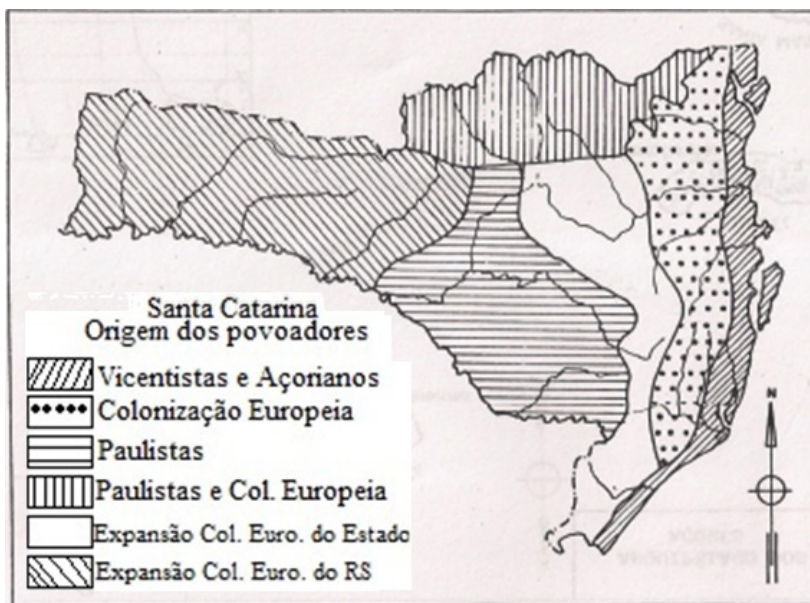 Santa Catarina
Origem dos povoadores
Vicentistas e Açorianos
Colonização Europeia
Paulistas
Paulistas e Col. Europeia
Expansão Col. Euro. do Estado
Expansão Col. Euro. do RS
N